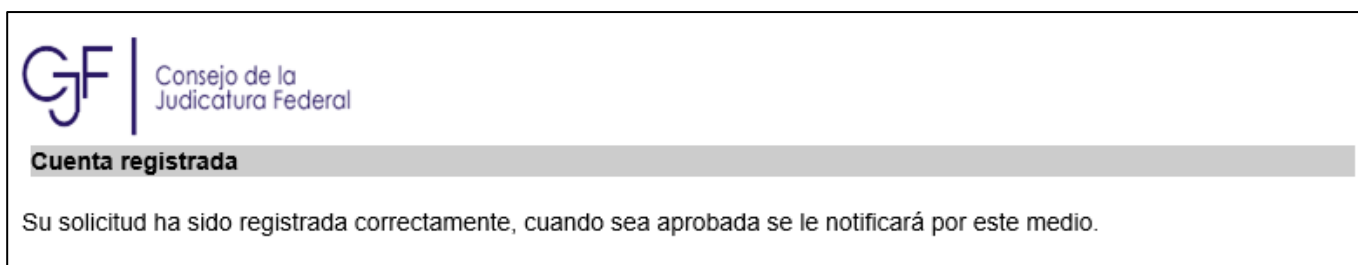 CJF
Consejo de la
Judicatura Federal
Cuenta registrada
Su solicitud ha sido registrada correctamente, cuando sea aprobada se le notificará por este medio.